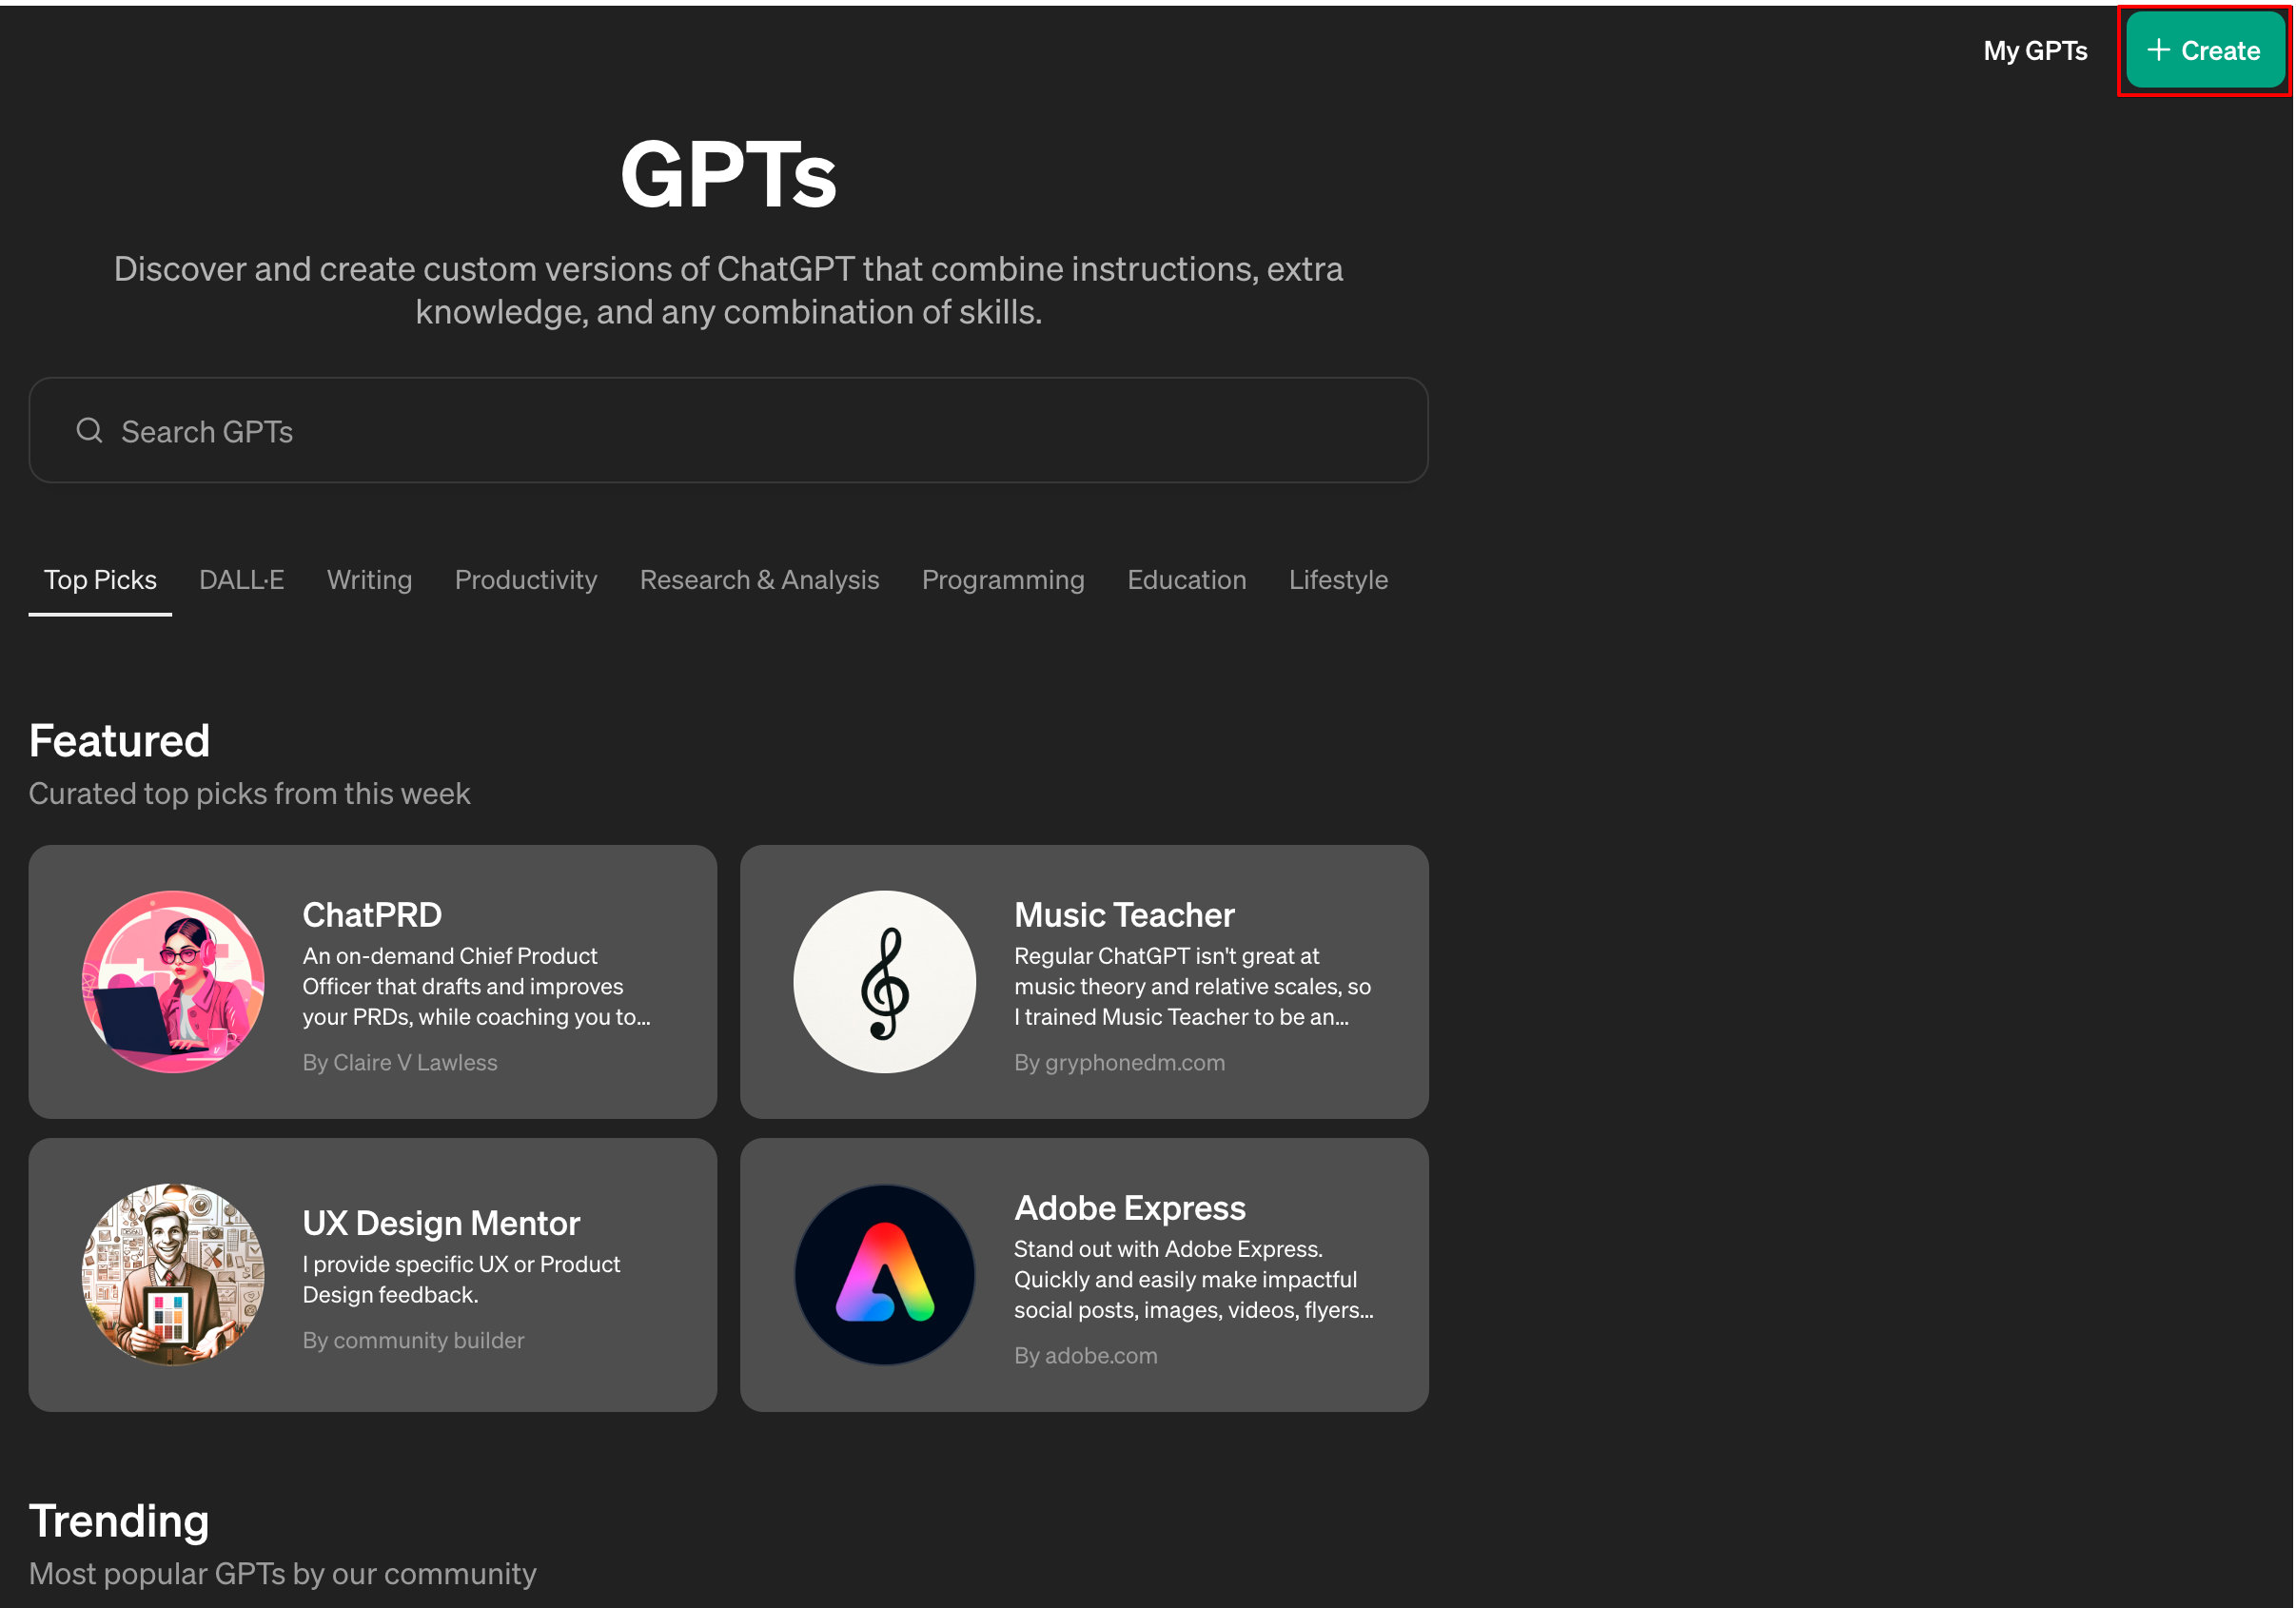 My GPTs
+ Create
GPTs
Discover and create custom versions of ChatGPT that combine instructions, extra
knowledge, and any combination of skills.
Search GPTs
Top Picks DALL·E Writing Productivity Research & Analysis Programming Education Lifestyle
Featured
Curated top picks from this week
ChatPRD
An on-demand Chief Product
Officer that drafts and improves
your PRDs, while coaching you to...
By Claire V Lawless
Music Teacher
Regular ChatGPT isn't great at
music theory and relative scales, so
I trained Music Teacher to be an...
By gryphonedm.com
UX Design Mentor
I provide specific UX or Product
Design feedback.
By community builder
Adobe Express
Stand out with Adobe Express.
Quickly and easily make impactful
social posts, images, videos, flyers...
By adobe.com
Trending
Most popular GPTs by our community